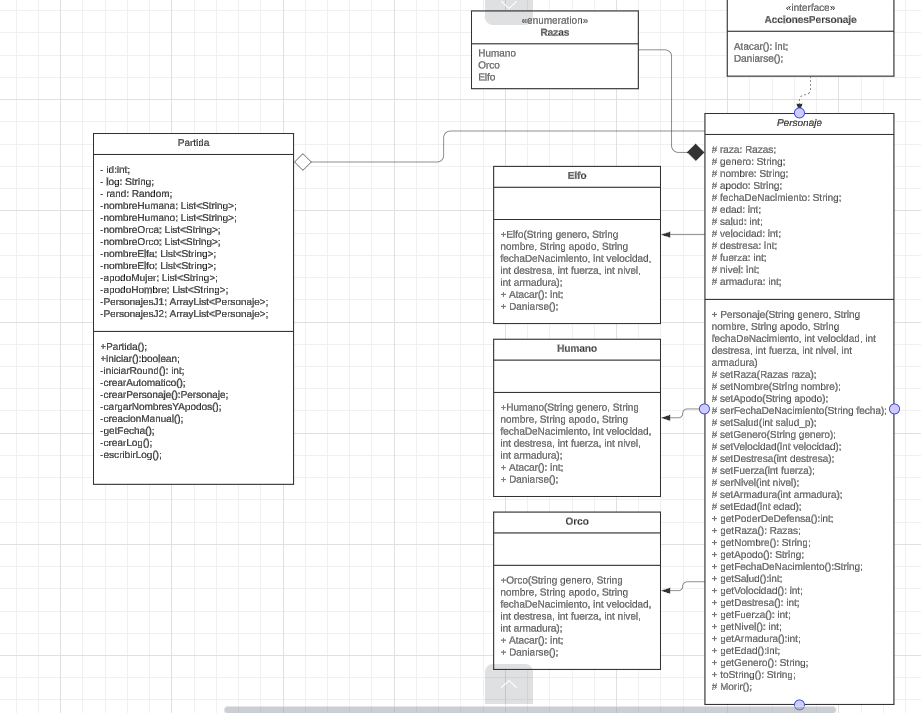 «enumeration»
Razas
Humano
Orco
Elfo
«interface»
AccionesPersonaje
Atacar(): int;
Daniarse();
Partida
- id:int;
- log: String;
- rand: Random;
-nombreHumana; List<String>;
-nombreHumano; List<String>;
-nombreOrca; List<String>;
-nombreOrco; List<String>;
-nombreElfa; List<String>;
-nombreElfo; List<String>;
-apodoMujer; List<String>;
-apodoHombre; List<String>;
-PersonajesJ1; ArrayList<Personaje>;
-PersonajesJ2; ArrayList<Personaje>;
+Partida();
+iniciar():boolean;
-iniciarRound(): int;
-crearAutomatico();
-crearPersonaje():Personaje;
-cargarNombresYApodos();
-creacionManual();
-getFecha();
-crearLog();
-escribirLog();
Elfo
+Elfo(String genero, String
nombre, String apodo, String
fechaDeNacimiento, int velocidad,
int destresa, int fuerza, int nivel,
int armadura);
+ Atacar(): int;
+ Daniarse();
Humano
+Humano(String genero, String
nombre, String apodo, String
fechaDeNacimiento, int velocidad,
int destresa, int fuerza, int nivel,
int armadura);
+ Atacar(): int;
+ Daniarse();
Orco
+Orco(String genero, String
nombre, String apodo, String
fechaDeNacimiento, int velocidad,
int destresa, int fuerza, int nivel,
int armadura);
+ Atacar(): int;
+ Daniarse();
Personaje
# raza: Razas;
# genero: String;
# nombre: String;
# apodo: String;
# fechaDeNacimiento: String;
# edad: int;
# salud: int;
# velocidad: int;
# destresa: int;
# fuerza: int;
# nivel: int;
# armadura: int;
+ Personaje(String genero, String
nombre, String apodo, String
fechaDeNacimiento, int velocidad, int
destresa, int fuerza, int nivel, int
armadura)
# setRaza(Razas raza);
# setNombre(String nombre);
# setApodo(String apodo);
# serFechaDeNacimiento(String fecha);
# setSalud(int salud_p);
# setGenero(String genero);
# setVelocidad(int velocidad);
# setDestresa(int destresa);
# setFuerza(int fuerza);
# serNivel(int nivel);
# setArmadura(int armadura);
# setEdad(int edad);
+ getPoderDeDefensa():int;
+ getRaza(): Razas;
+ getNombre(): String;
+ getApodo(): String;
+ getFechaDeNacimiento():String;
+ getSalud():int;
+ getVolocidad(): int;
+ getDestresa(): int;
+ getFuerza(): int;
+ getNivel(): int;
+ getArmadura():int;
+ getEdad():int;
+ getGenero(): String;
+ toString(): String;
# Morir();